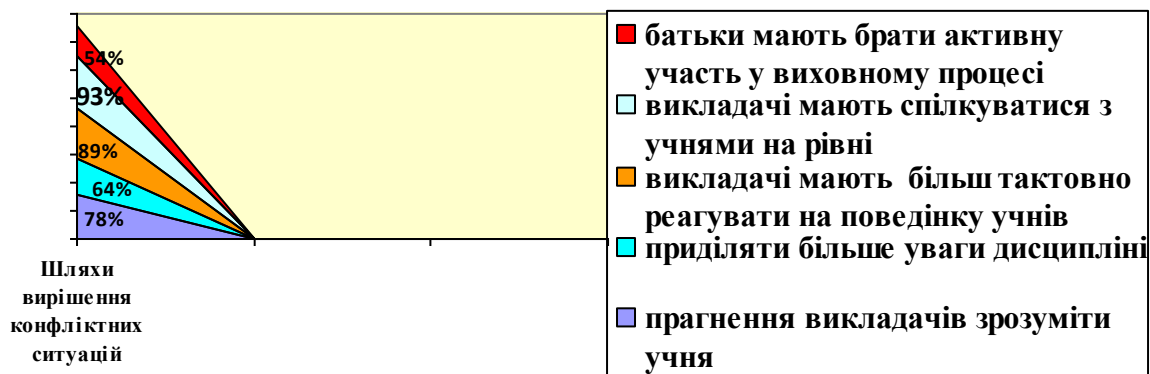 54%
93%
89%
64%
78%
Шляхи
вирішення
конфліктних
ситуацій
батьки мають брати активну
участь у виховному процесі
викладачі мають спілкуватися з
учнями на рівні
викладачі мають більш тактовно
реагувати на поведінку учнів
приділяти більше уваги дисципліні
прагнення викладачів зрозуміти
учня